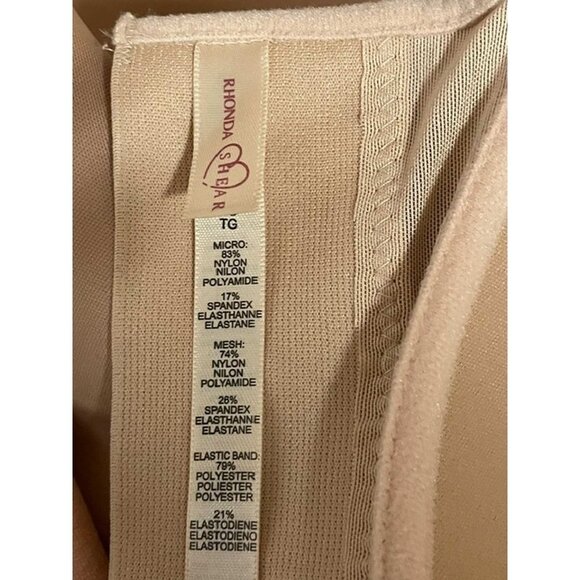 RHONDA
SHEAR
TG
MICRO:
83%
NYLON
NILON
POLYAMIDE
17%
SPANDEX
ELASTHANNE
ELASTANE
MESH:
74%
NYLON
NILON
POLYAMIDE
26%
SPANDEX
ELASTHANNE
ELASTANE
ELASTIC BAND:
79%
POLYESTER
POLIESTER
POLYESTER
21%
ELASTODIENE
ELASTODIENO
ELASTODIENE